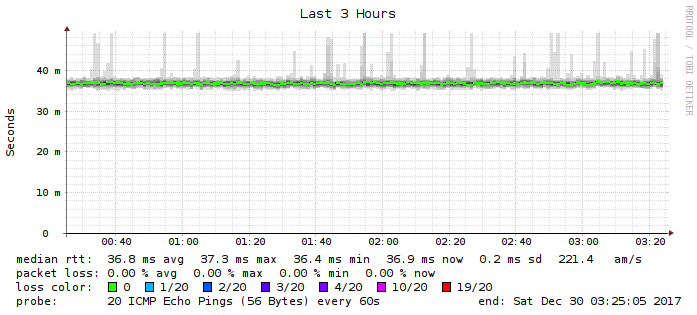 Last 3 Hours
RRDTOOL / TOBI OETIKER
Seconds
40 m
30 m
20 m
10 m
0
00:40 01:00 01:20 01:40 02:00 02:20 02:40 03:00 03:20
median rtt: 36.8 ms avg 37.3 ms max 36.4 ms min 36.9 ms now 0.2 ms sd 221.4 am/s
packet loss: 0.00 % avg 0.00 % max 0.00 % min 0.00 % now
loss color: 0 1/20 2/20 3/20 4/20 10/20 19/20
probe: 20 ICMP Echo Pings (56 Bytes) every 60s end: Sat Dec 30 03:25:05 2017